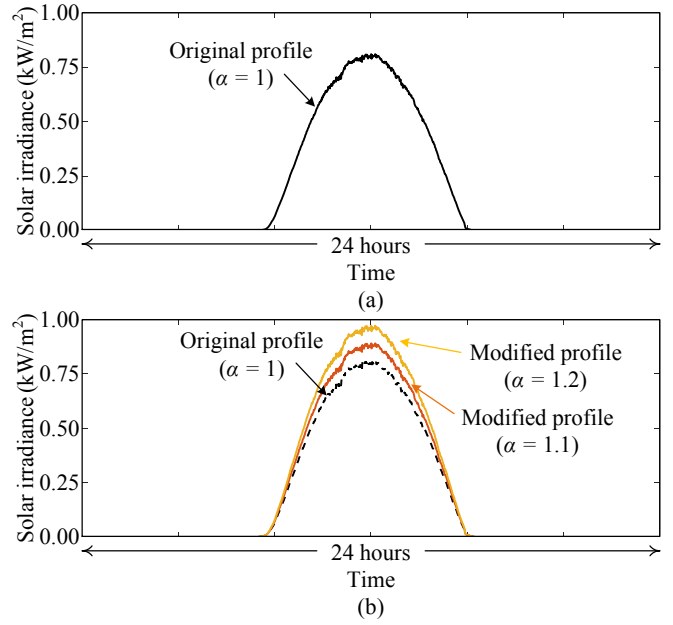 Solar irradiance (kW/m²)
1.00
0.75
0.50
0.25
0.00
Original profile
(α = 1)
24 hours
Time
(a)
Solar irradiance (kW/m²)
1.00
0.75
0.50
0.25
0.00
Original profile
(α = 1)
Modified profile
(α = 1.2)
Modified profile
(α = 1.1)
24 hours
Time
(b)